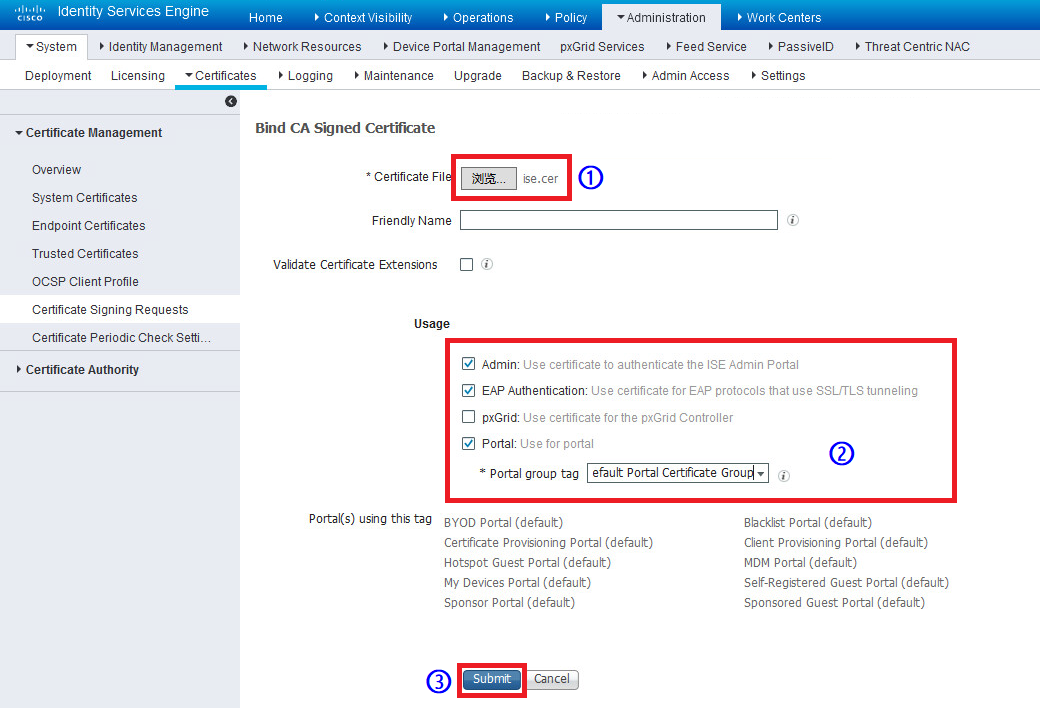 cisco Identity Services Engine Home Context Visibility Operations Policy Administration Work Centers
System Identity Management Network Resources Device Portal Management pxGrid Services Feed Service PassiveID Threat Centric NAC
Deployment Licensing Certificates Logging Maintenance Upgrade Backup & Restore Admin Access Settings
Certificate Management
Overview
System Certificates
Endpoint Certificates
Trusted Certificates
OCSP Client Profile
Certificate Signing Requests
Certificate Periodic Check Setti...
Certificate Authority
Bind CA Signed Certificate
* Certificate File 浏览... ise.cer ①
Friendly Name
Validate Certificate Extensions
Usage
Admin: Use certificate to authenticate the ISE Admin Portal
EAP Authentication: Use certificate for EAP protocols that use SSL/TLS tunneling
pxGrid: Use certificate for the pxGrid Controller
Portal: Use for portal
②
* Portal group tag efault Portal Certificate Group
Portal(s) using this tag
BYOD Portal (default) Blacklist Portal (default)
Certificate Provisioning Portal (default) Client Provisioning Portal (default)
Hotspot Guest Portal (default) MDM Portal (default)
My Devices Portal (default) Self-Registered Guest Portal (default)
Sponsor Portal (default) Sponsored Guest Portal (default)
③ Submit Cancel